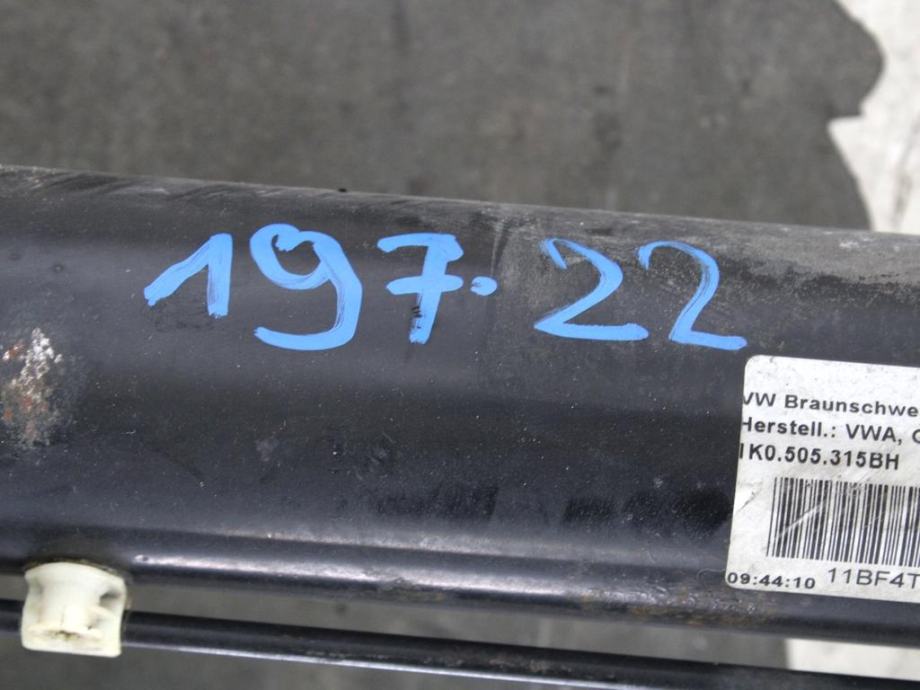 197.22
VW Braunschwe
Herstell.: VWA,
1K0.505.315BH
09:44:10 11BF4T